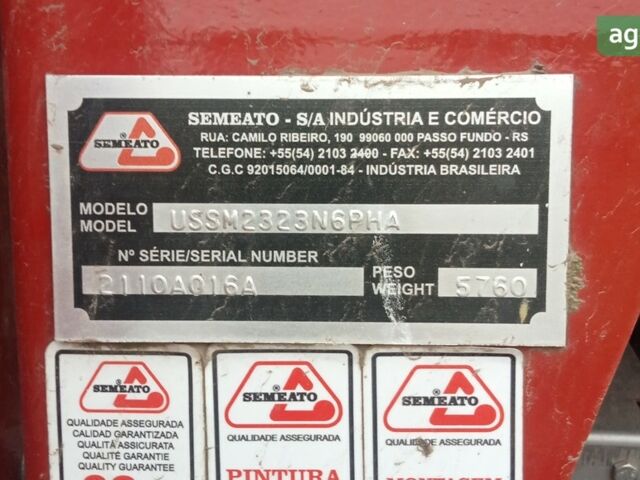 ag
SEMEATO - S/A INDÚSTRIA E COMÉRCIO
RUA: CAMILO RIBEIRO, 190 99060 000 PASSO FUNDO - RS
TELEFONE: +55(54) 2103 2400 - FAX: +55(54) 2103 2401
C.G.C 92015064/0001-84 - INDÚSTRIA BRASILEIRA
SEMEATO
MODELO
MODEL
USSM2323N6PHA
Nº SÉRIE/SERIAL NUMBER
2110A016A
PESO
WEIGHT
5760
SEMEATO
QUALIDADE ASSEGURADA
CALIDAD GARANTIZADA
QUALITÀ ASSICURATA
QUALITÉ GARANTIE
QUALITY GUARANTEE
SEMEATO
QUALIDADE ASSEGURADA
PINTURA
SEMEATO
QUALIDADE ASSEGURADA
MONTAGEM